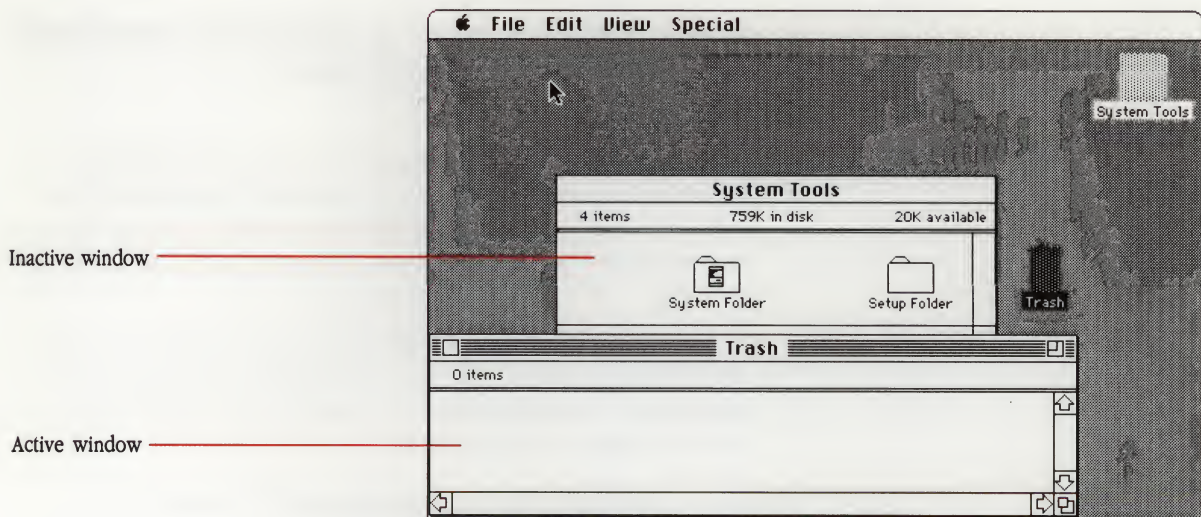 File Edit View Special
System Tools
System Tools
4 items 759K in disk 20K available
Inactive window
System Folder Setup Folder
Trash
Trash
0 items
Active window